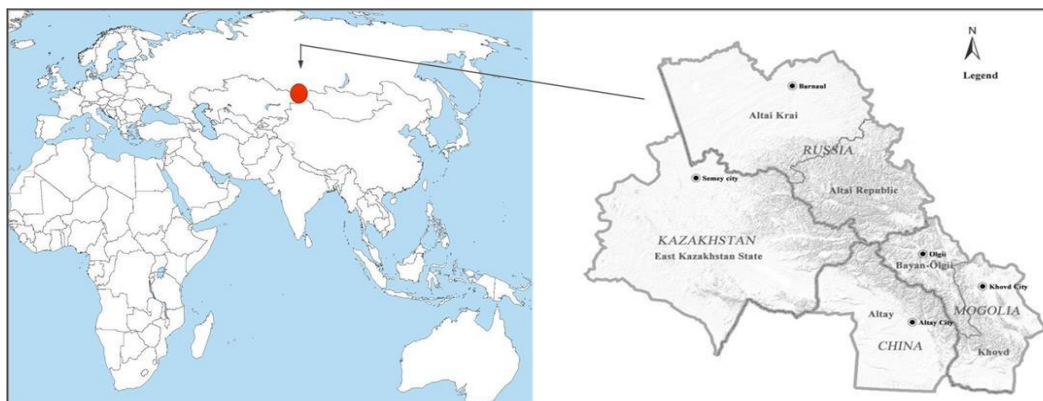 N
Legend
Barnaul
Altai Krai
RUSSIA
Semey city
Altai Republic
KAZAKHSTAN
East Kazakhstan State
Olgii
Bayan-Ölgii
Khovd City
Altay
MOGOLIA
Altay City
CHINA
Khovd